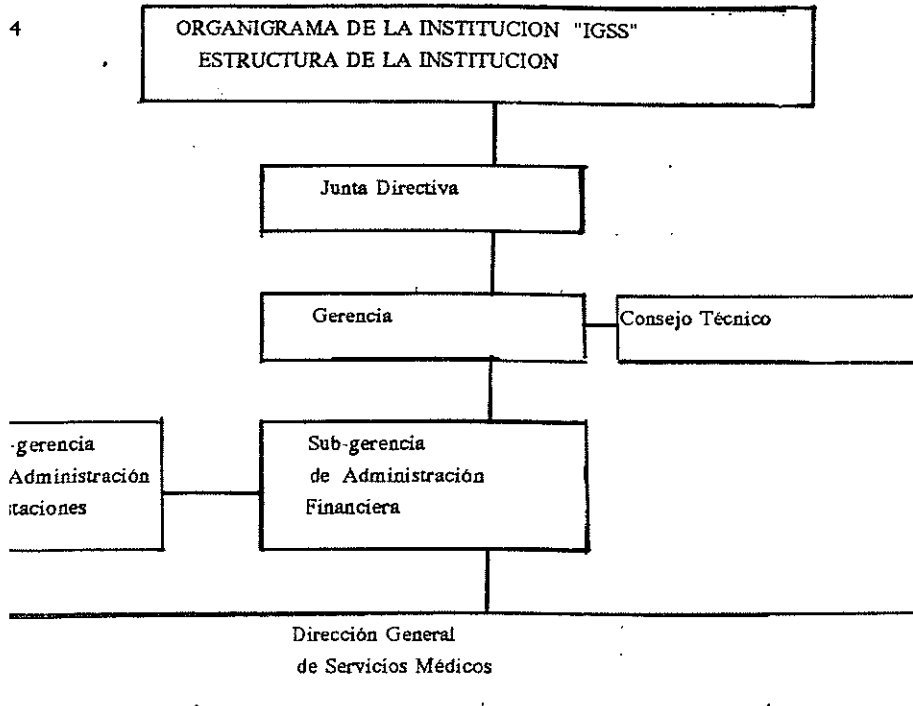 4
ORGANIGRAMA DE LA INSTITUCION "IGSS"
ESTRUCTURA DE LA INSTITUCION
Junta Directiva
Gerencia
Consejo Técnico
-gerencia
Administración
taciones
Sub-gerencia
de Administración
Financiera
Dirección General
de Servicios Médicos